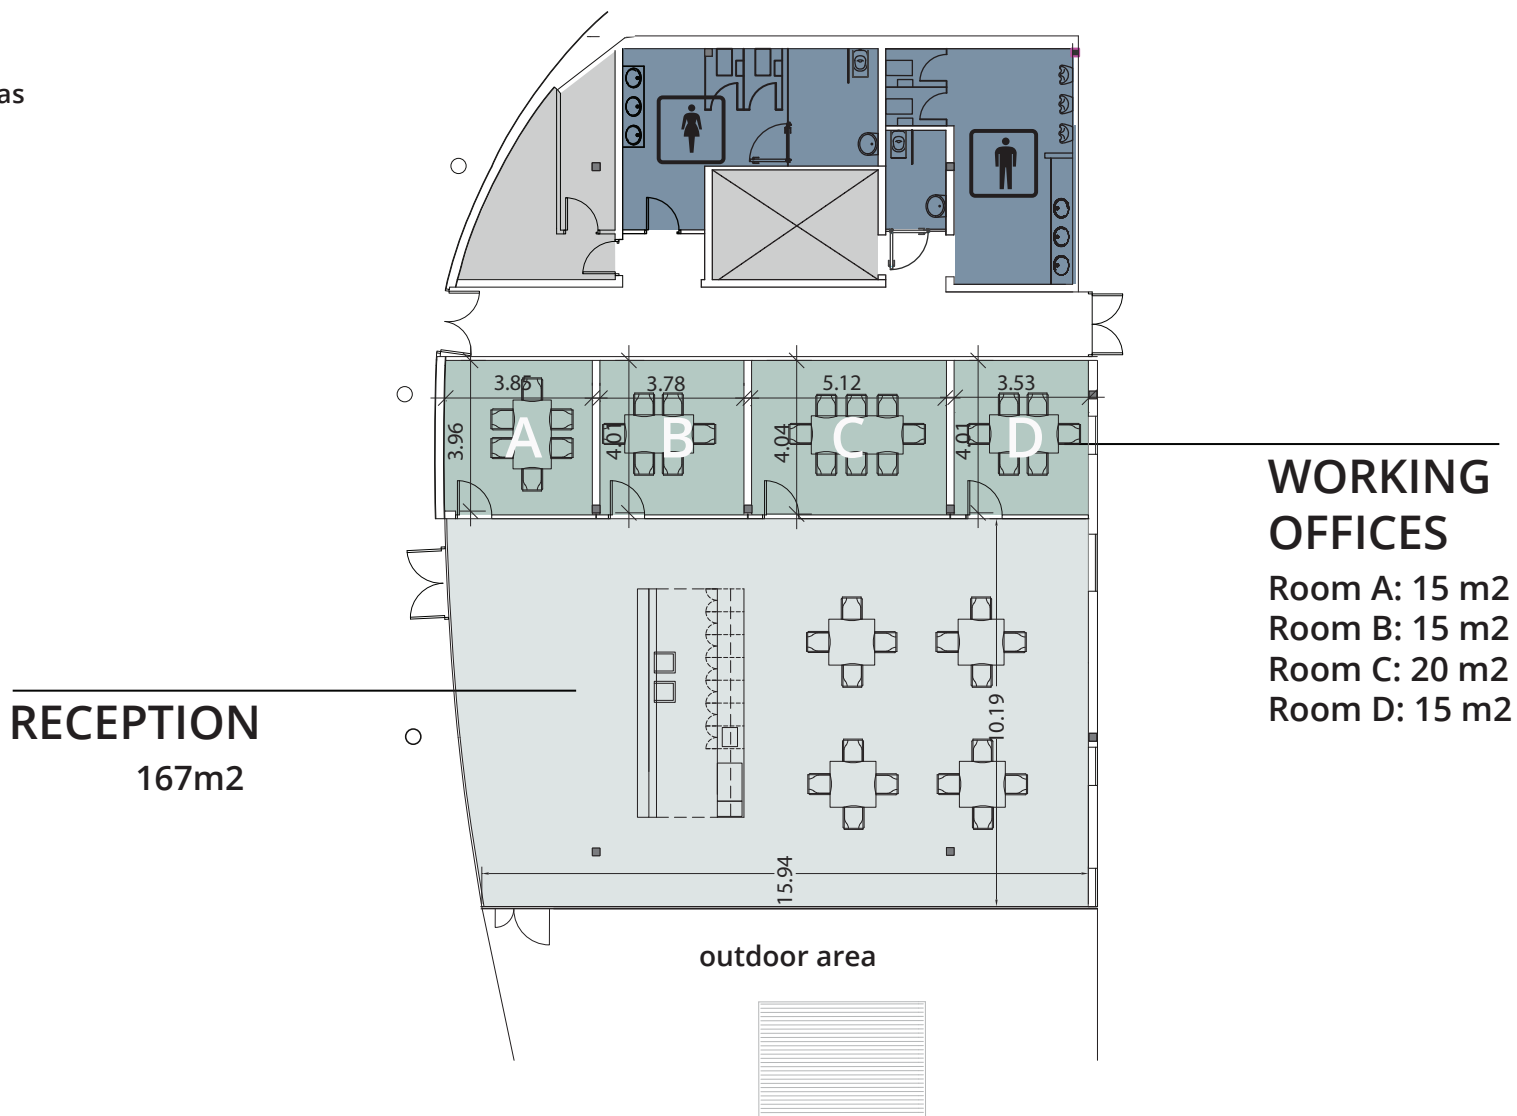 as
3.85
3.78
5.12
3.53
3.96
4.01
4.04
4.01
A
B
C
D
WORKING
OFFICES
Room A: 15 m2
Room B: 15 m2
Room C: 20 m2
Room D: 15 m2
RECEPTION
167m2
10.19
15.94
outdoor area